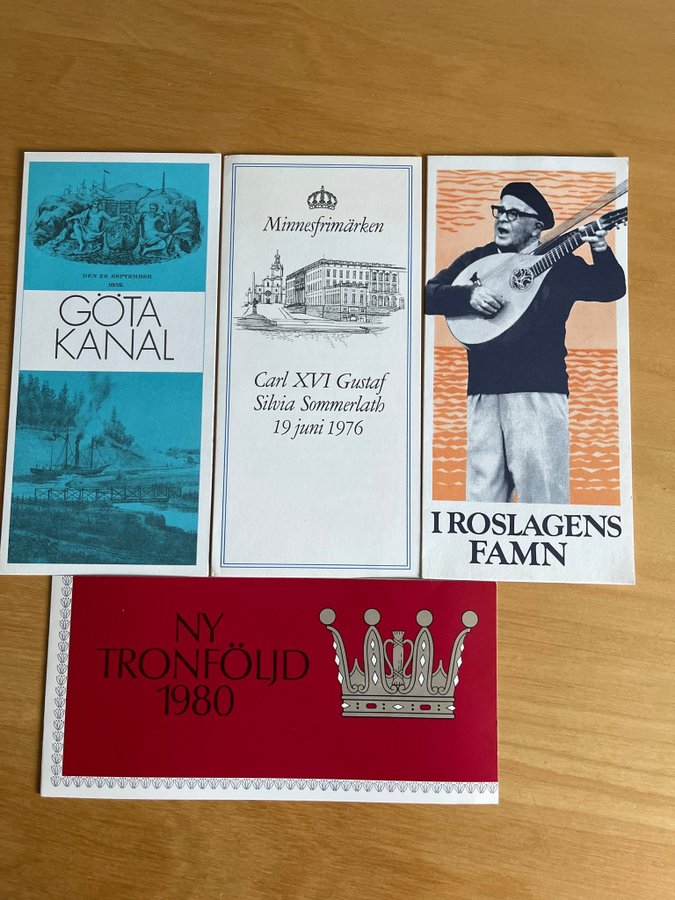 DEN 26 SEPTEMBER
1832.
GÖTA
KANAL
Minnesfrimärken
Carl XVI Gustaf
Silvia Sommerlath
19 juni 1976
I ROSLAGENS
FAMN
NY
TRONFÖLJD
1980